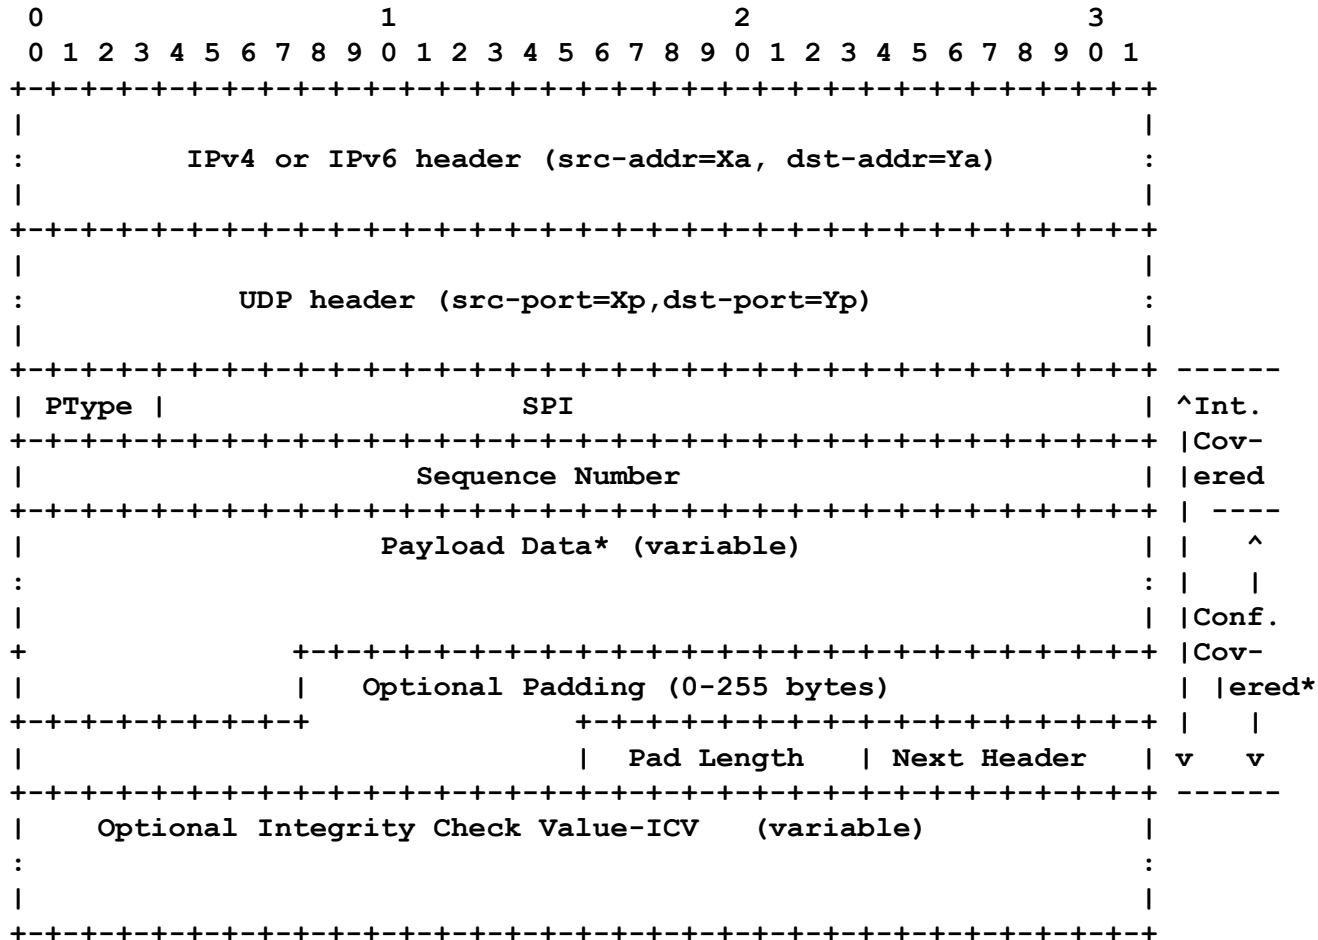 0                   1                   2                   3
 0 1 2 3 4 5 6 7 8 9 0 1 2 3 4 5 6 7 8 9 0 1 2 3 4 5 6 7 8 9 0 1
+-+-+-+-+-+-+-+-+-+-+-+-+-+-+-+-+-+-+-+-+-+-+-+-+-+-+-+-+-+-+-+-+
|                                                               |
:         IPv4 or IPv6 header (src-addr=Xa, dst-addr=Ya)        :
|                                                               |
+-+-+-+-+-+-+-+-+-+-+-+-+-+-+-+-+-+-+-+-+-+-+-+-+-+-+-+-+-+-+-+-+
|                                                               |
:            UDP header (src-port=Xp,dst-port=Yp)               :
|                                                               |
+-+-+-+-+-+-+-+-+-+-+-+-+-+-+-+-+-+-+-+-+-+-+-+-+-+-+-+-+-+-+-+-+ ------
| PType |                    SPI                                | ^Int.
+-+-+-+-+-+-+-+-+-+-+-+-+-+-+-+-+-+-+-+-+-+-+-+-+-+-+-+-+-+-+-+-+ |Cov-
|                      Sequence Number                          | |ered
+-+-+-+-+-+-+-+-+-+-+-+-+-+-+-+-+-+-+-+-+-+-+-+-+-+-+-+-+-+-+-+-+ | ----
|                    Payload Data* (variable)                   | |   ^
:                                                               : |   |
|                                                               | |Conf.
+               +-+-+-+-+-+-+-+-+-+-+-+-+-+-+-+-+-+-+-+-+-+-+-+-+ |Cov-
|               |   Optional Padding (0-255 bytes)                | |ered*
+-+-+-+-+-+-+-+-+               +-+-+-+-+-+-+-+-+-+-+-+-+-+-+-+-+ |   |
|                               |  Pad Length   | Next Header   | v   v
+-+-+-+-+-+-+-+-+-+-+-+-+-+-+-+-+-+-+-+-+-+-+-+-+-+-+-+-+-+-+-+-+ ------
|    Optional Integrity Check Value-ICV   (variable)            |
:                                                               :
|                                                               |
+-+-+-+-+-+-+-+-+-+-+-+-+-+-+-+-+-+-+-+-+-+-+-+-+-+-+-+-+-+-+-+-+